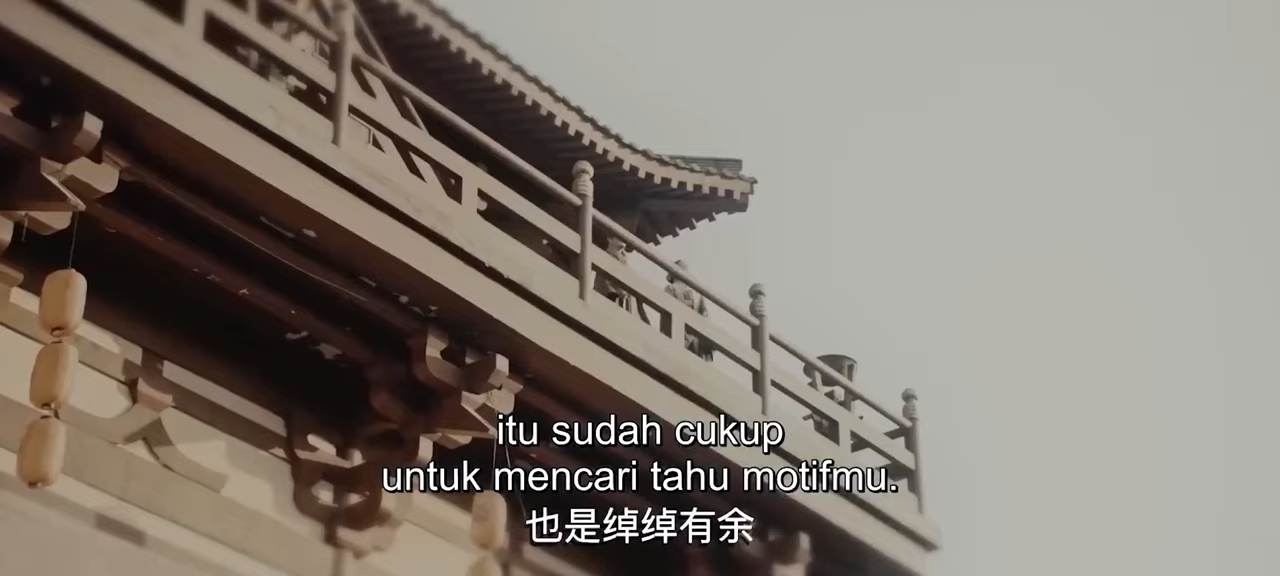 itu sudah cukup
untuk mencari tahu motifmu.
也是绰绰有余